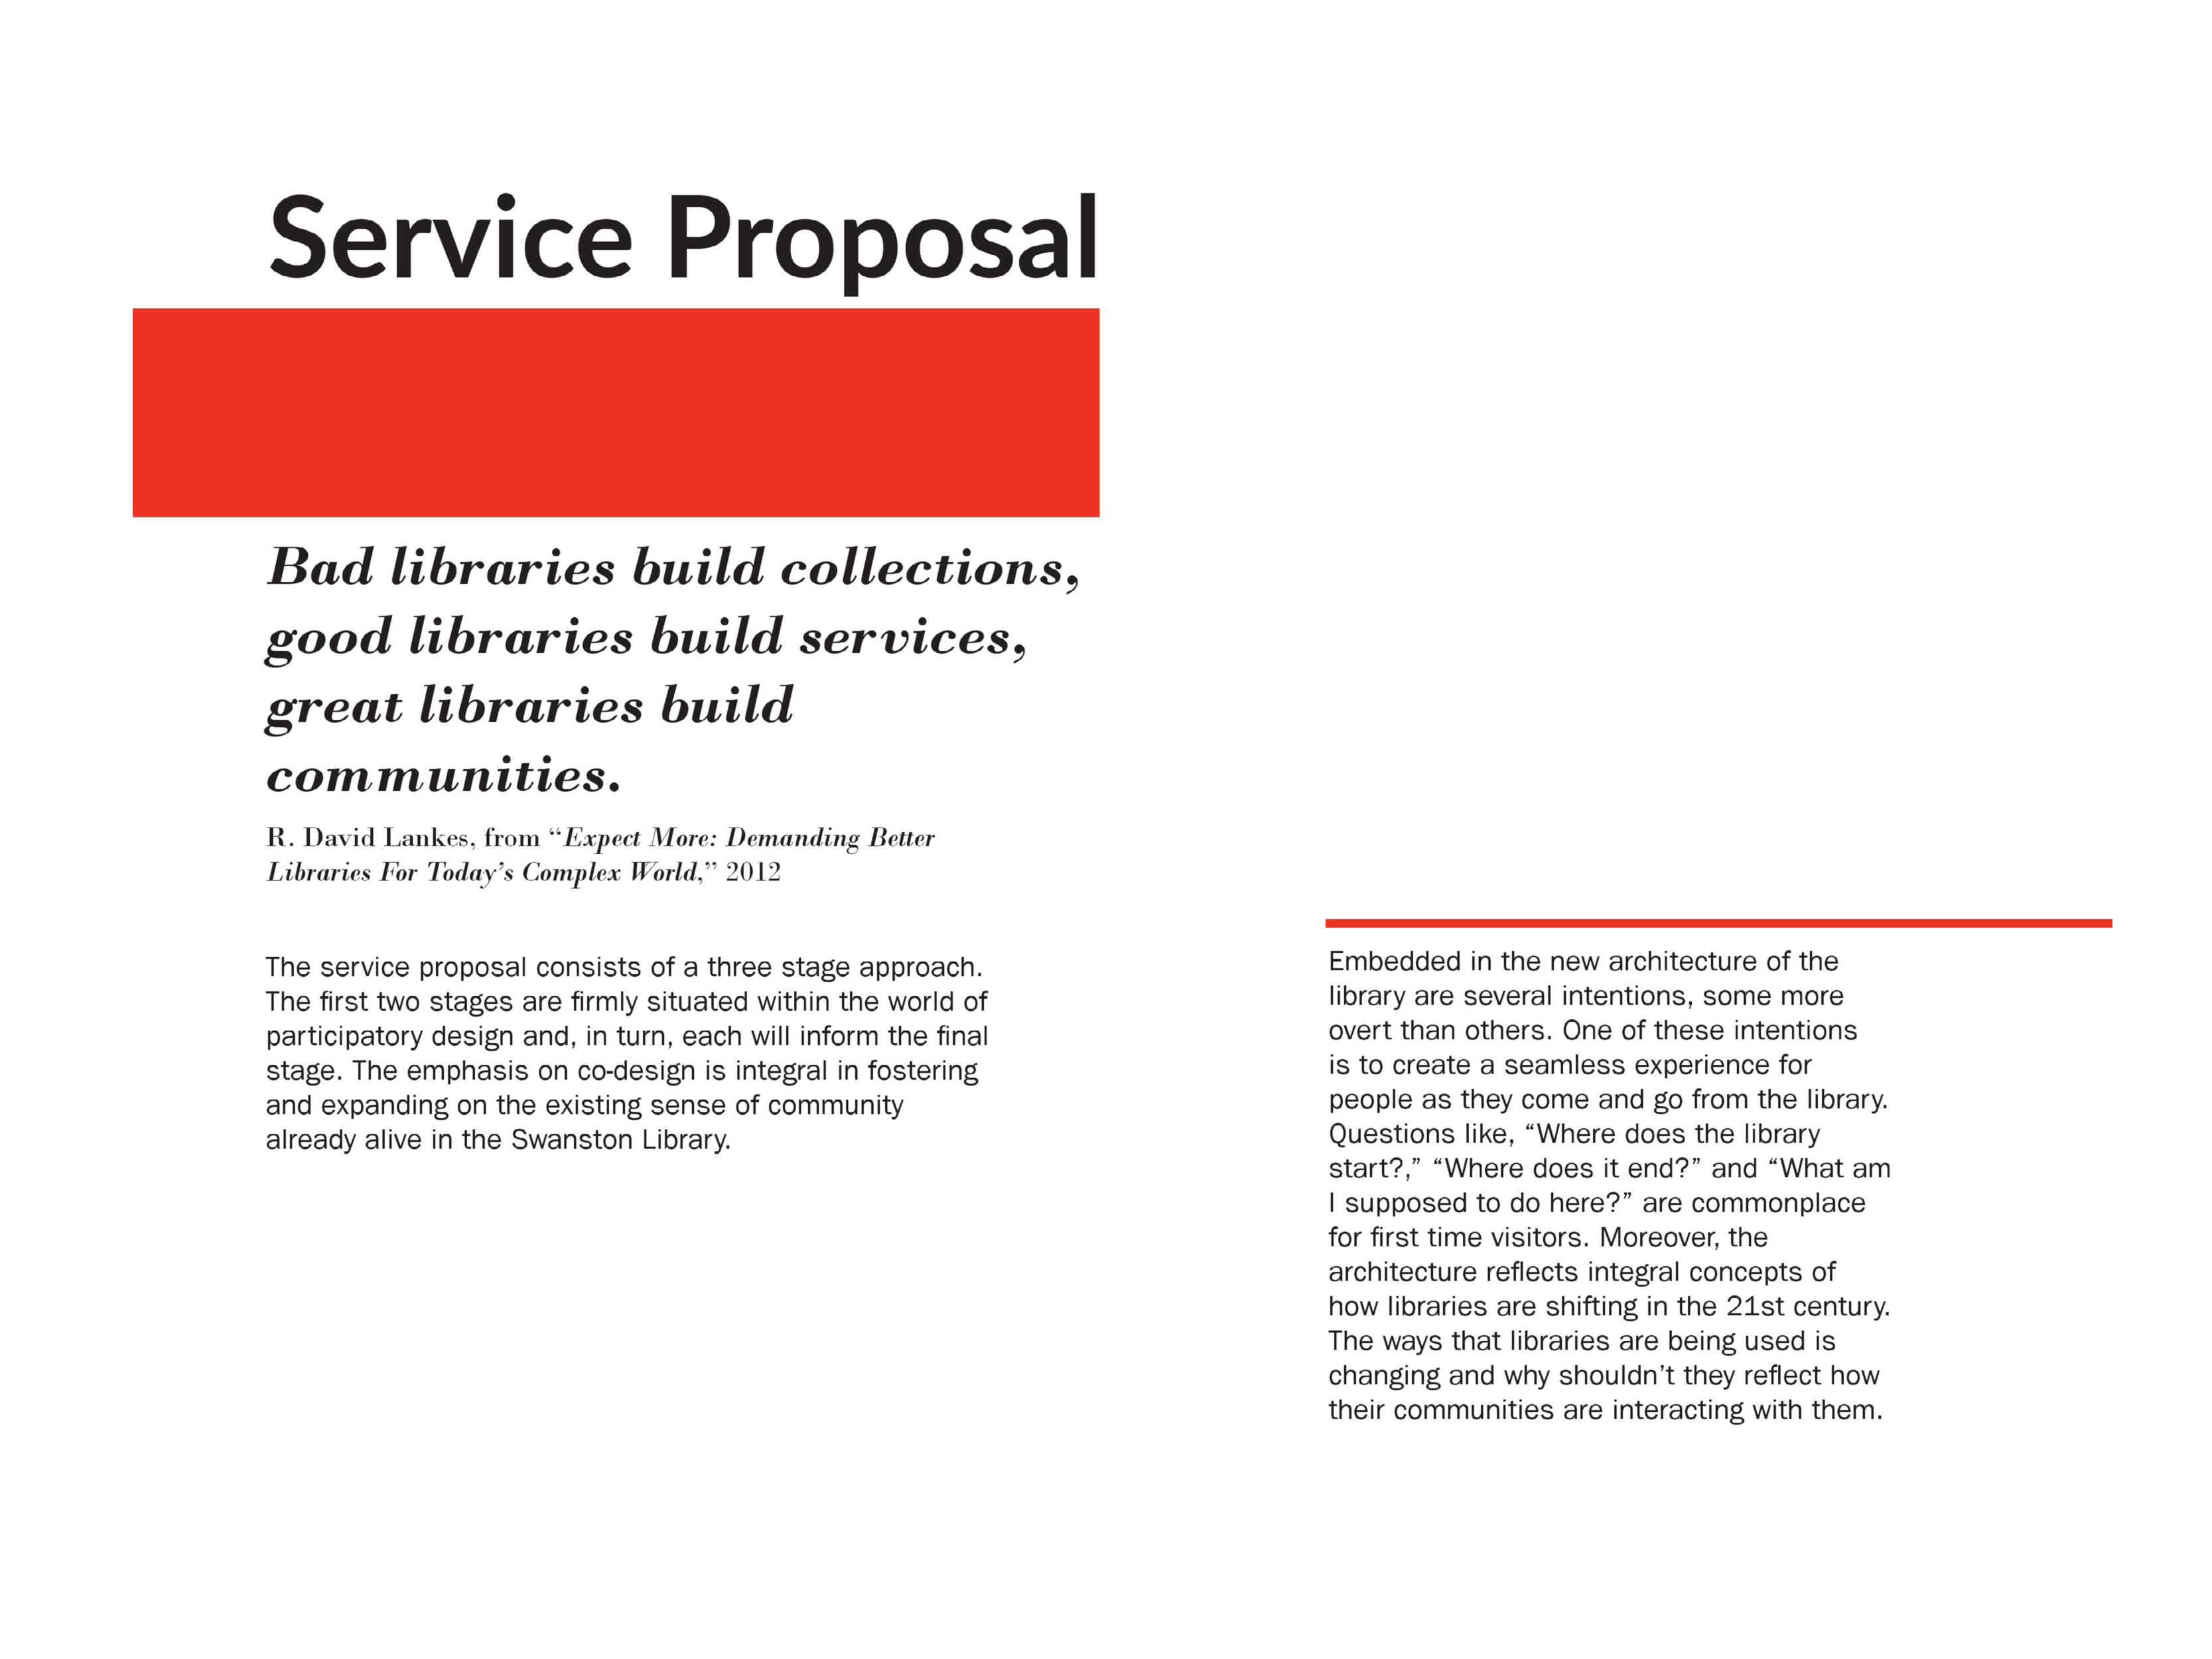 Service Proposal
Bad libraries build collections,
good libraries build services,
great libraries build
communities.
R. David Lankes, from “Expect More: Demanding Better
Libraries For Today’s Complex World,” 2012
The service proposal consists of a three stage approach.
The first two stages are firmly situated within the world of
participatory design and, in turn, each will inform the final
stage. The emphasis on co-design is integral in fostering
and expanding on the existing sense of community
already alive in the Swanston Library.
Embedded in the new architecture of the
library are several intentions, some more
overt than others. One of these intentions
is to create a seamless experience for
people as they come and go from the library.
Questions like, “Where does the library
start?,” “Where does it end?” and “What am
I supposed to do here?” are commonplace
for first time visitors. Moreover, the
architecture reflects integral concepts of
how libraries are shifting in the 21st century.
The ways that libraries are being used is
changing and why shouldn’t they reflect how
their communities are interacting with them.